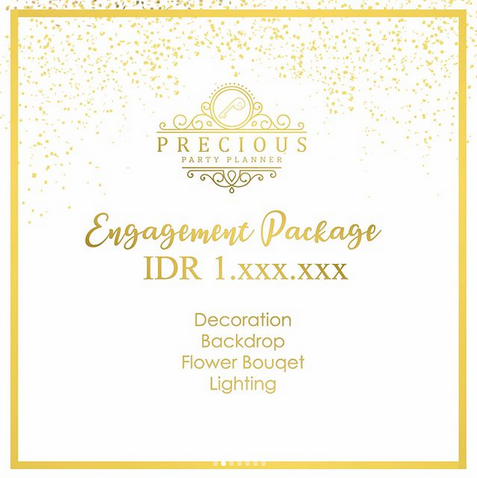 PRECIOUS
PARTY PLANNER
Engagement Package
IDR 1.xxx.xxx
Decoration
Backdrop
Flower Bouqet
Lighting